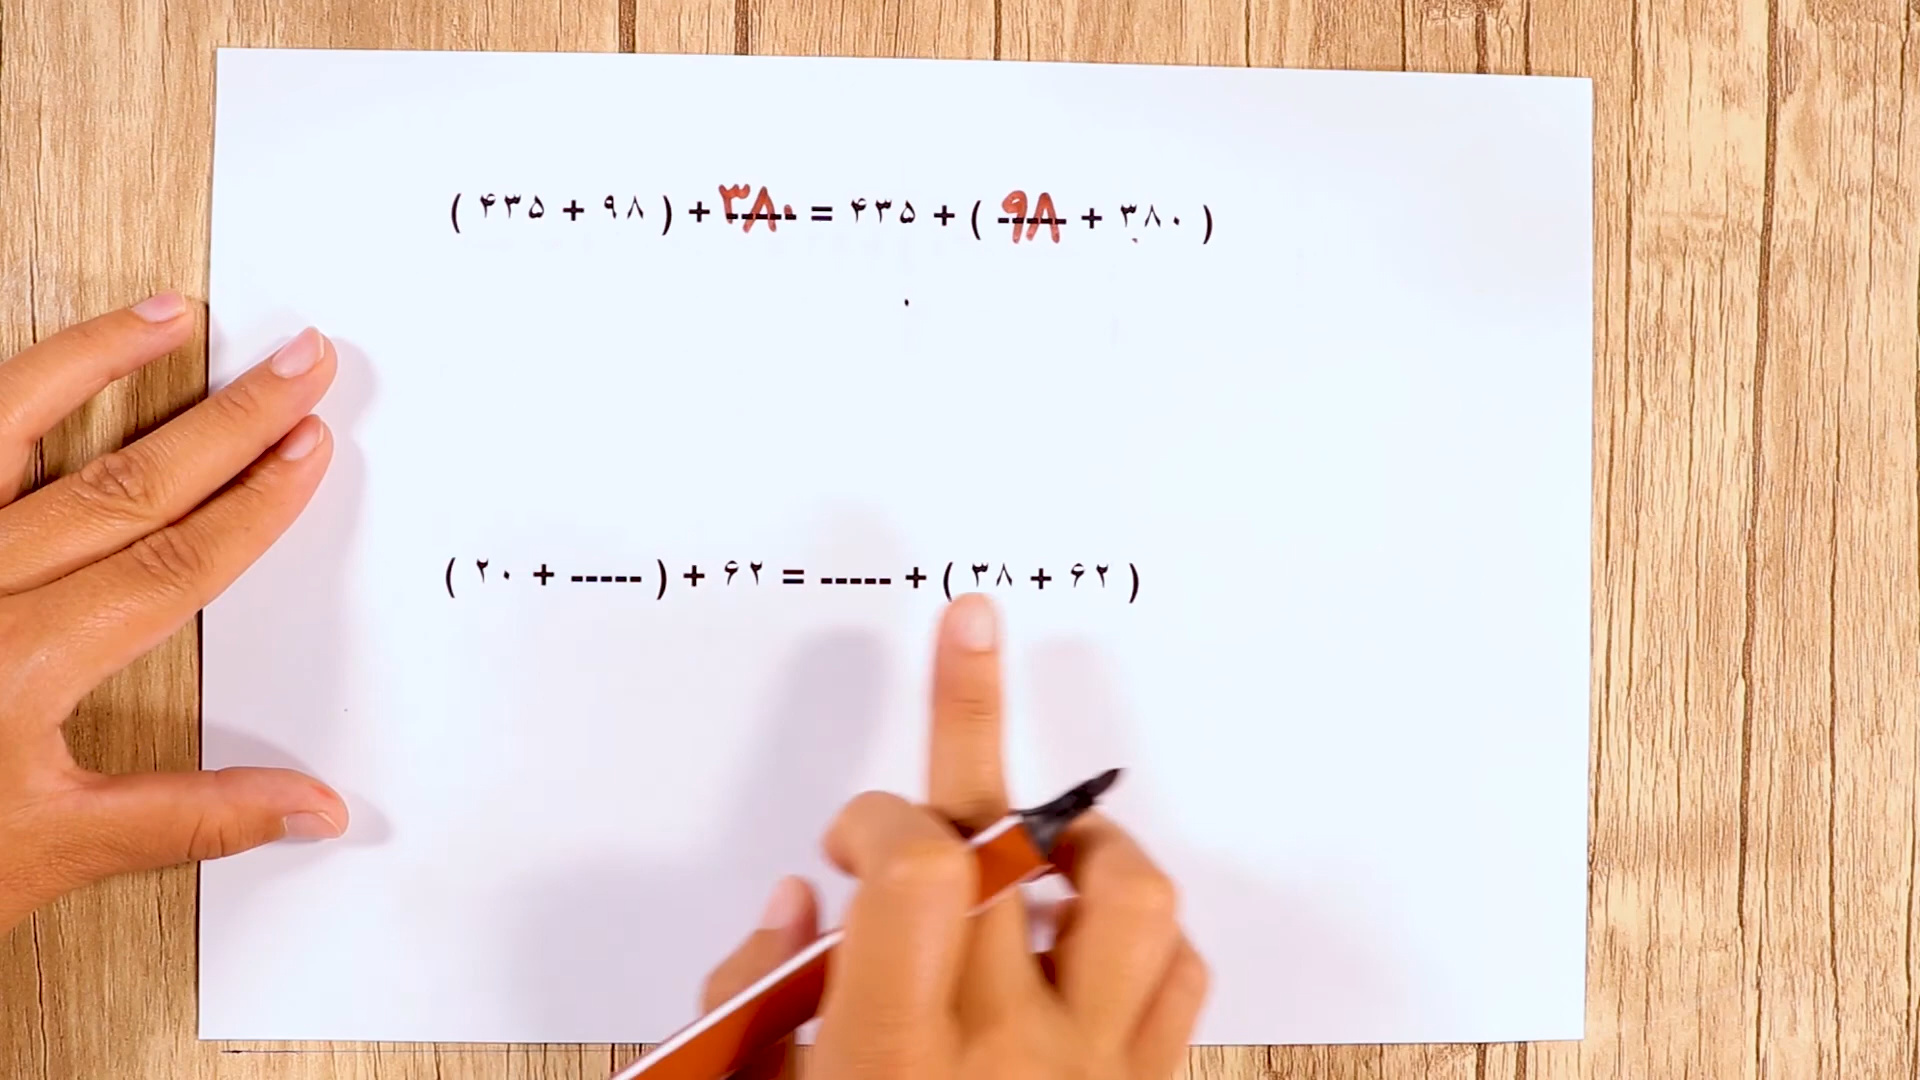 ( ۴۳۵ + ۹۸ ) + ۳۸۰ = ۴۳۵ + ( ۹۸ + ۳۸۰ )
( ۲۰ + ----- ) + ۶۲ = ----- + ( ۳۸ + ۶۲ )